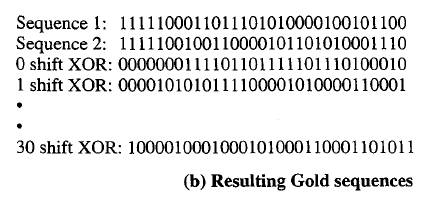 Sequence 1: 1111100011011101010000100101100
Sequence 2: 1111100100110000101101010001110
0 shift XOR: 0000000111101101111101110100010
1 shift XOR: 0000101010111100001010000110001
•
•
30 shift XOR: 1000010001000101000110001101011
(b) Resulting Gold sequences